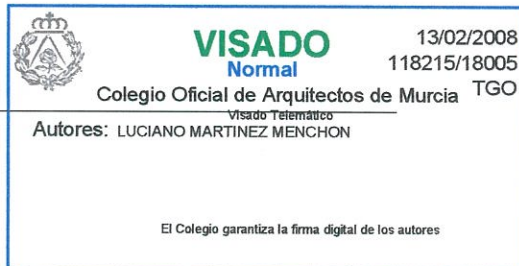 VISADO
13/02/2008
Normal
118215/18005
Colegio Oficial de Arquitectos de Murcia
TGO
Visado Telemático
Autores: LUCIANO MARTINEZ MENCHON
El Colegio garantiza la firma digital de los autores